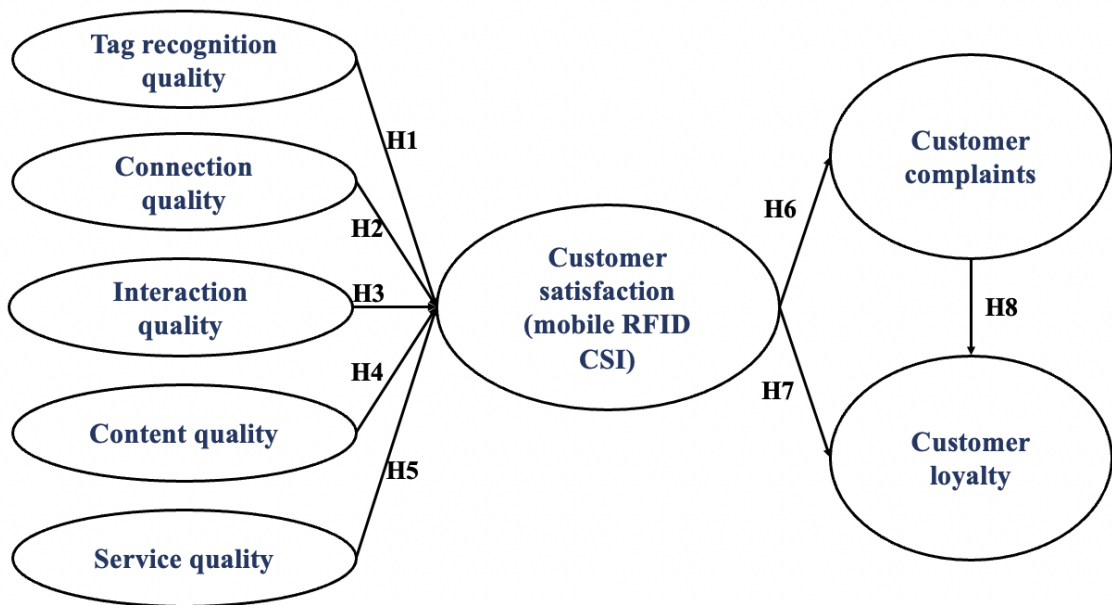 Tag recognition
quality
H1
Connection
quality
H2
Interaction
quality
H3
Content quality
H4
Service quality
H5
Customer
satisfaction
(mobile RFID
CSI)
H6
H7
Customer
complaints
H8
Customer
loyalty